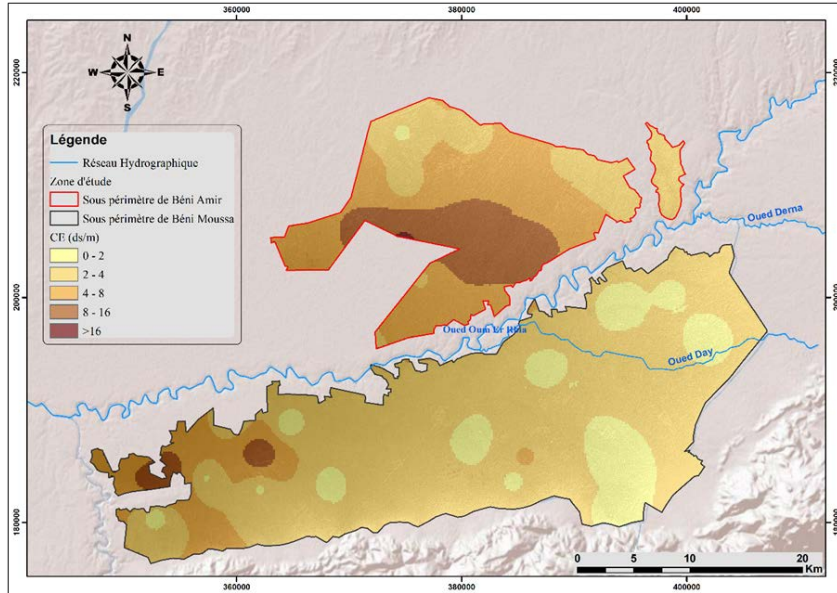 360000 380000 400000
220000
220000
N
W E
S
Légende
Réseau Hydrographique
Zone d'étude
Sous périmètre de Béni Amir
Sous périmètre de Béni Moussa
CE (ds/m)
0 - 2
2 - 4
4 - 8
8 - 16
>16
Oued Derna
200000
200000
Oued Oum Er Rbia
Oued Day
180000
180000
0 5 10 20
Km
360000 380000 400000